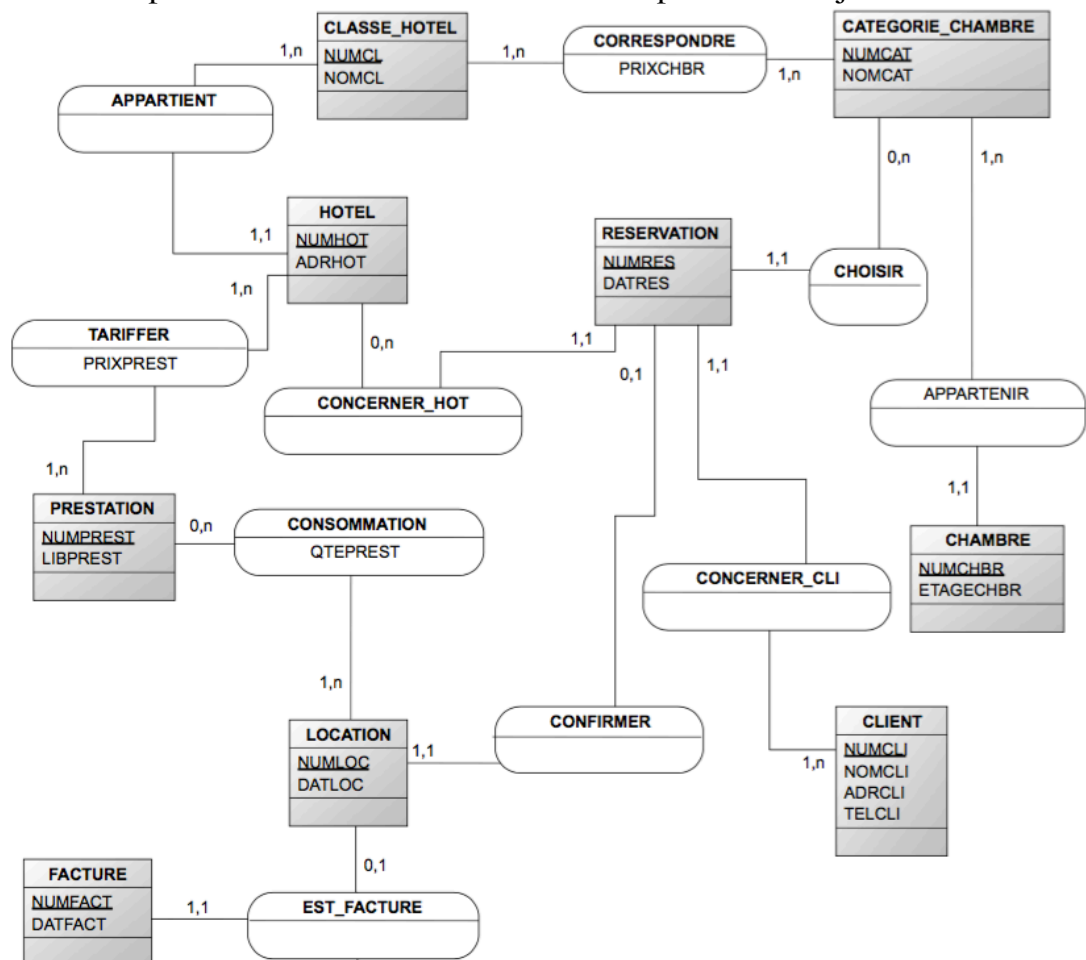 CLASSE_HOTEL
NUMCL
NOMCL
1,n
CORRESPONDRE
PRIXCHBR
1,n
CATEGORIE_CHAMBRE
NUMCAT
NOMCAT
1,n
APPARTIENT
0,n
1,n
HOTEL
NUMHOT
ADRHOT
1,1
1,n
RESERVATION
NUMRES
DATRES
1,1
CHOISIR
TARIFFER
PRIXPREST
0,n
1,1
0,1
1,1
CONCERNER_HOT
APPARTENIR
1,n
PRESTATION
NUMPREST
LIBPREST
0,n
CONSOMMATION
QTEPREST
1,1
CHAMBRE
NUMCHBR
ETAGECHBR
CONCERNER_CLI
1,n
LOCATION
NUMLOC
DATLOC
1,1
CONFIRMER
1,n
CLIENT
NUMCLI
NOMCLI
ADRCLI
TELCLI
0,1
FACTURE
NUMFACT
DATFACT
1,1
EST_FACTURE